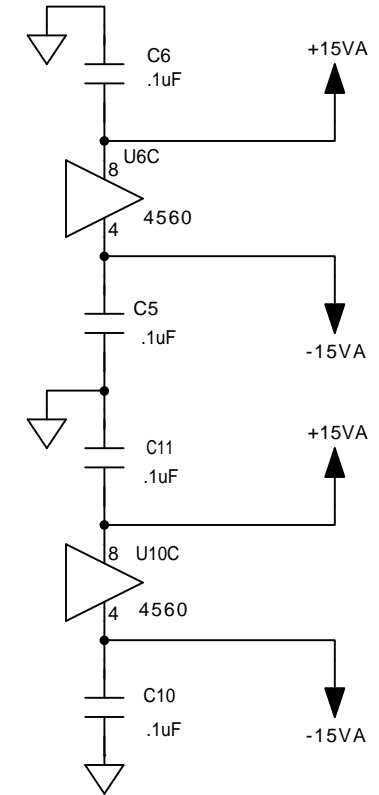 C6
.1uF
+15VA
U6C
8
4560
4
C5
.1uF
-15VA
+15VA
C11
.1uF
8 U10C
4560
4
C10
.1uF
-15VA